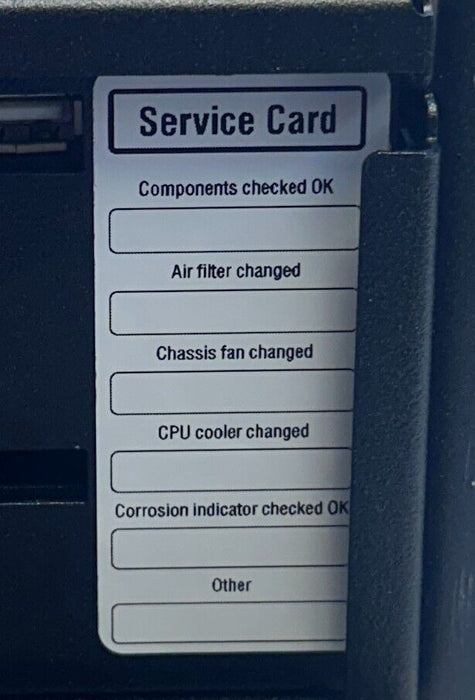 Service Card
Components checked OK
Air filter changed
Chassis fan changed
CPU cooler changed
Corrosion indicator checked OK
Other